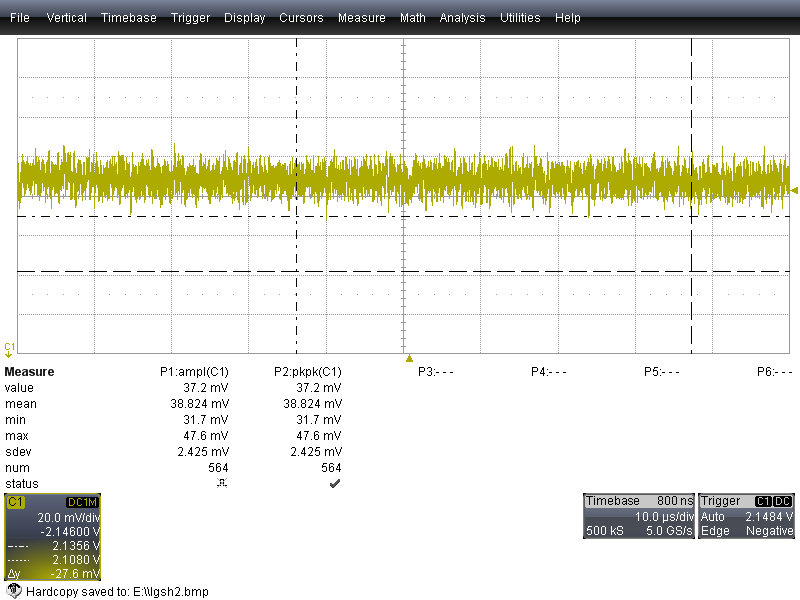 File Vertical Timebase Trigger Display Cursors Measure Math Analysis Utilities Help
C1
Measure P1:ampl(C1) P2:pkpk(C1) P3:- - - P4:- - - P5:- - - P6:- - -
value 37.2 mV 37.2 mV
mean 38.824 mV 38.824 mV
min 31.7 mV 31.7 mV
max 47.6 mV 47.6 mV
sdev 2.425 mV 2.425 mV
num 564 564
status
C1 DC1M
20.0 mV/div
-2.14600 V
2.1356 V
2.1080 V
Δy -27.6 mV
Timebase 800 ns
10.0 µs/div
500 kS 5.0 GS/s
Trigger C1 DC
Auto 2.1484 V
Edge Negative
Hardcopy saved to: E:\\lgsh2.bmp